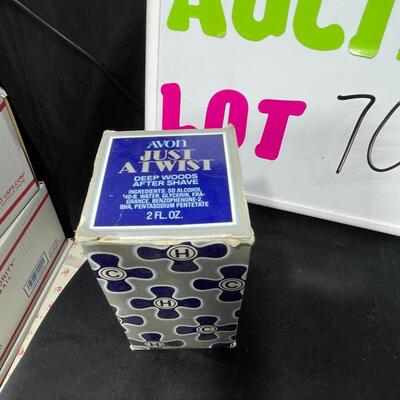 AUCTI
LOT 70
AVON
JUST
A TWIST
DEEP WOODS
AFTER SHAVE
INGREDIENTS: SD ALCOHOL
40-B, WATER, GLYCERIN, FRA-
GRANCE, BENZOPHENONE-2,
BHA, PENTASODIUM PENTETATE
2 FL. OZ.
C H
H C
C H
H C